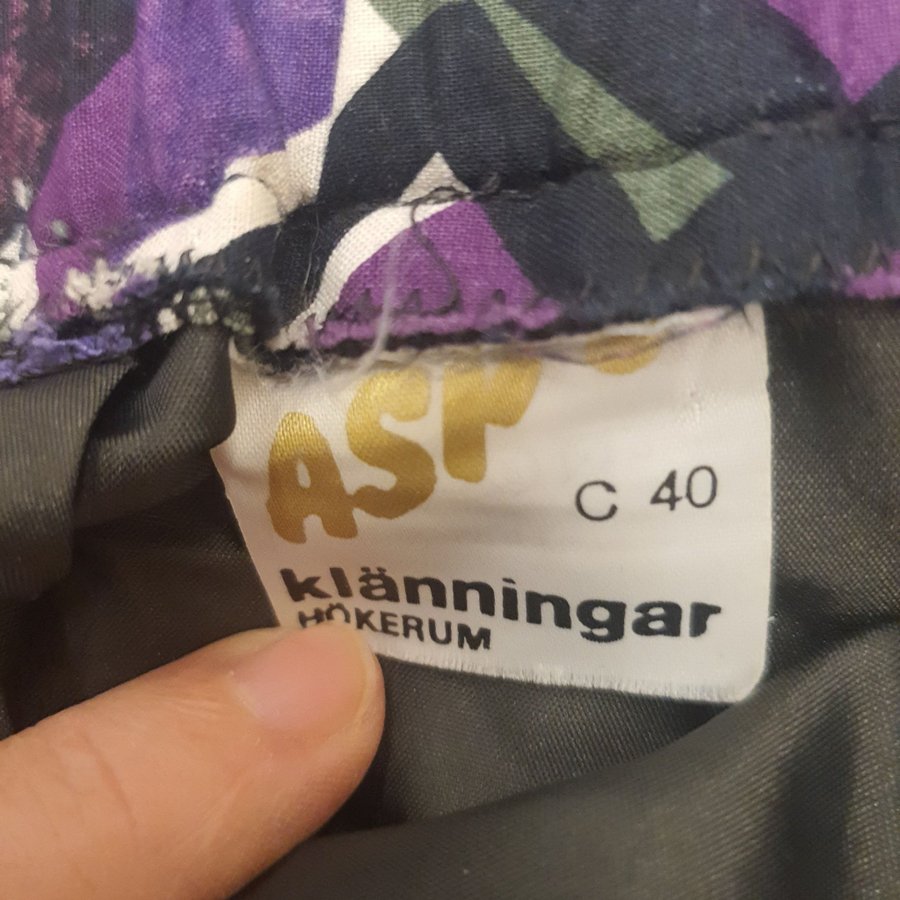 ASP
C 40
klänningar
HÖKERUM